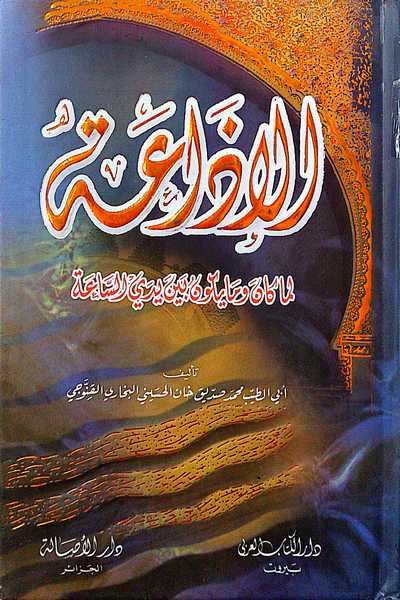 الإذاعة
لما كان وما يكون بين يدي الساعة
تأليف
أبي الطيب محمد صديق خان الحسيني البخاري القنوجي
دار الكتاب العربي
بيروت
دار الأصالة
الجزائر